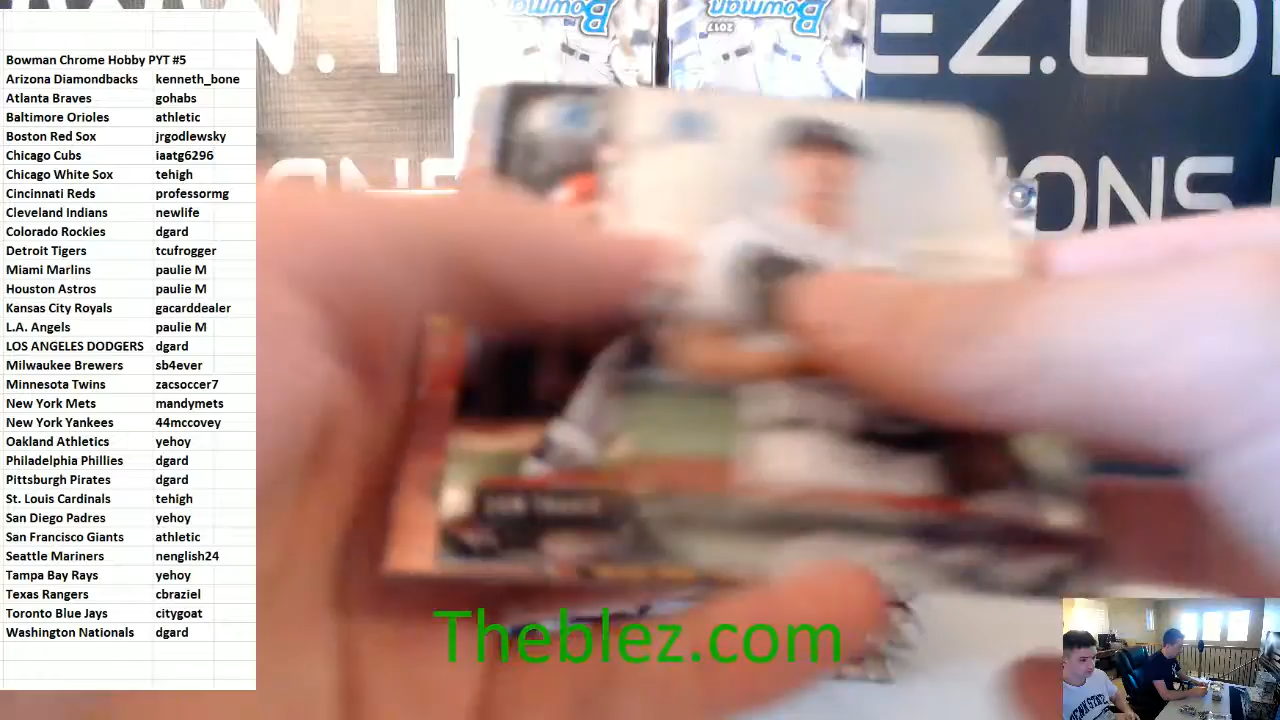 Bowman Chrome Hobby PYT #5
Arizona Diamondbacks kenneth_bone
Atlanta Braves gohabs
Baltimore Orioles athletic
Boston Red Sox jrgodlewsky
Chicago Cubs iaatg6296
Chicago White Sox tehigh
Cincinnati Reds professormg
Cleveland Indians newlife
Colorado Rockies dgard
Detroit Tigers tcufrogger
Miami Marlins paulie M
Houston Astros paulie M
Kansas City Royals gacarddealer
L.A. Angels paulie M
LOS ANGELES DODGERS dgard
Milwaukee Brewers sb4ever
Minnesota Twins zacsoccer7
New York Mets mandymets
New York Yankees 44mccovey
Oakland Athletics yehoy
Philadelphia Phillies dgard
Pittsburgh Pirates dgard
St. Louis Cardinals tehigh
San Diego Padres yehoy
San Francisco Giants athletic
Seattle Mariners nenglish24
Tampa Bay Rays yehoy
Texas Rangers cbraziel
Toronto Blue Jays citygoat
Washington Nationals dgard
Bowman
Bowman
2017
EZ.CO
IONS.
Theblez.com